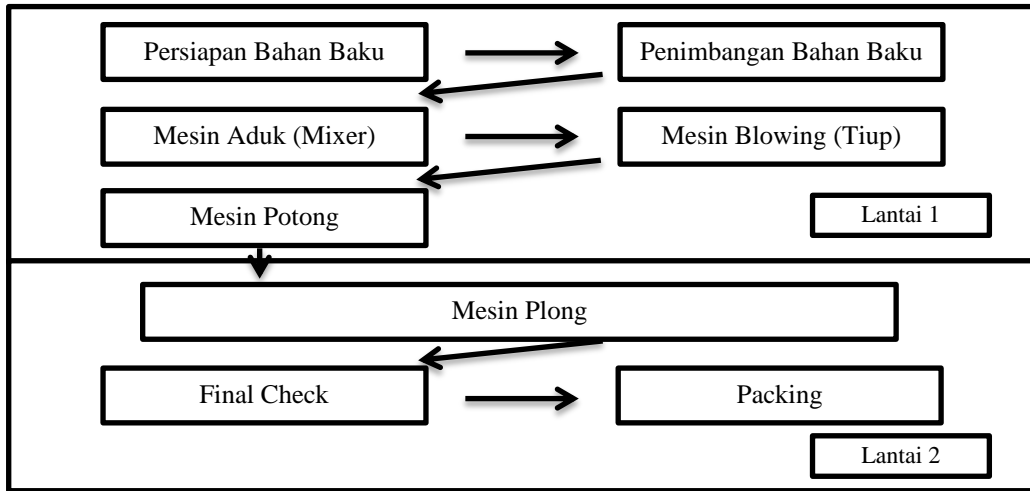 Persiapan Bahan Baku
Penimbangan Bahan Baku
Mesin Aduk (Mixer)
Mesin Blowing (Tiup)
Mesin Potong
Lantai 1
Mesin Plong
Final Check
Packing
Lantai 2